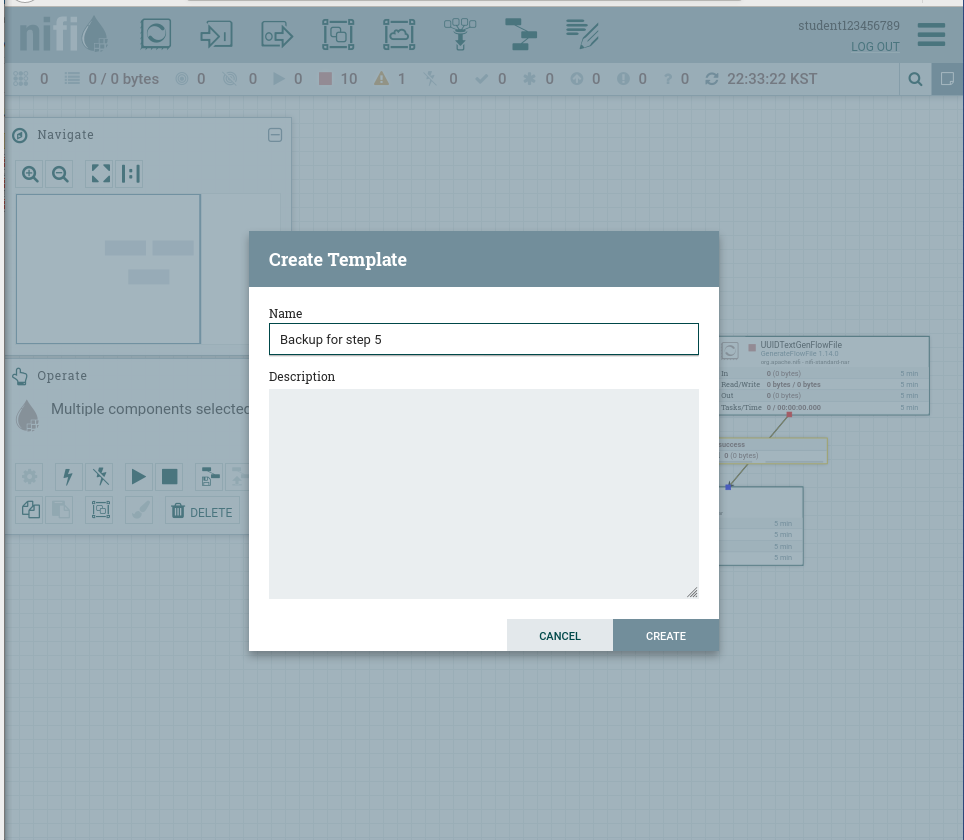 nifi
student123456789
LOG OUT
0 0 / 0 bytes 0 0 0 10 1 0 0 0 0 0 ? 0 22:33:22 KST
Navigate
Operate
Multiple components selected
DELETE
Create Template
Name
Backup for step 5
Description
CANCEL
CREATE
UUIDTextGenFlowFile
GenerateFlowFile 1.14.0
org.apache.nifi - nifi-standard-nar
In 0 (0 bytes) 5 min
Read/Write 0 bytes / 0 bytes 5 min
Out 0 (0 bytes) 5 min
Tasks/Time 0 / 00:00:00.000 5 min
success
0 (0 bytes)
5 min
5 min
5 min
5 min